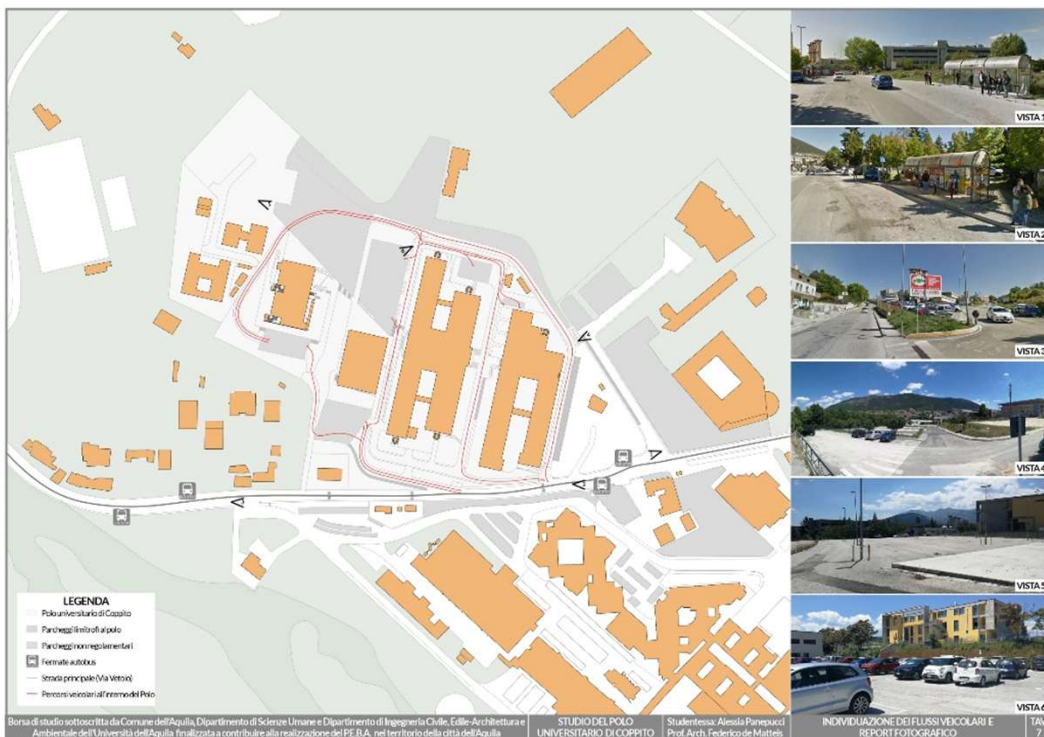 VISTA 1
VISTA 2
VISTA 3
VISTA 4
VISTA 5
VISTA 6
LEGENDA
Polo universitario di Coppito
Parcheggi limitrofi al polo
Parcheggi non regolamentari
Fermate autobus
Strada principale (Via Vetoio)
Percorsi veicolari all'interno del Polo
Borsa di studio sottoscritta da Comune dell'Aquila, Dipartimento di Scienze Umane e Dipartimento di Ingegneria Civile, Edile-Architettura e
Ambientale dell'Università dell'Aquila finalizzata a contribuire alla realizzazione del P.E.B.A. nel territorio della città dell'Aquila
STUDIO DEL POLO
UNIVERSITARIO DI COPPITO
Studentessa: Alessia Panepucci
Prof. Arch. Federico de Matteis
INDIVIDUAZIONE DEI FLUSSI VEICOLARI E
REPORT FOTOGRAFICO
TAV
7